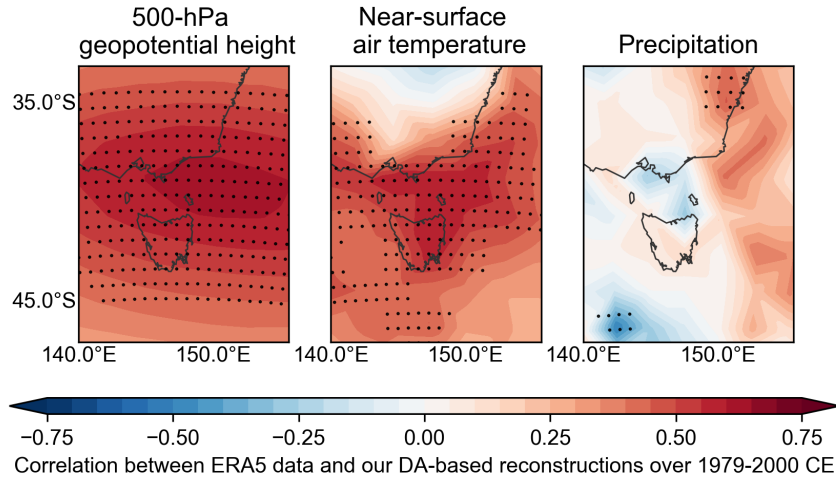 500-hPa
geopotential height
Near-surface
air temperature
Precipitation
35.0°S
45.0°S
140.0°E 150.0°E 140.0°E 150.0°E 140.0°E 150.0°E
−0.75 −0.50 −0.25 0.00 0.25 0.50 0.75
Correlation between ERA5 data and our DA-based reconstructions over 1979-2000 CE